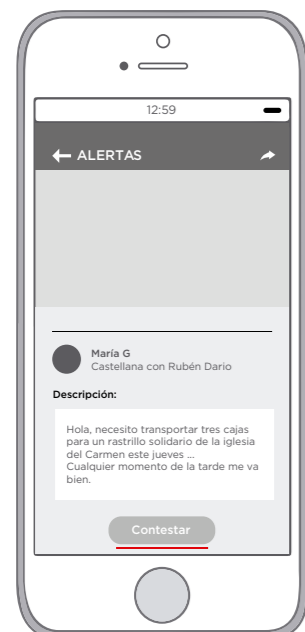 12:59
ALERTAS
María G
Castellana con Rubén Dario
Descripción:
Hola, necesito transportar tres cajas
para un rastrillo solidario de la iglesia
del Carmen este jueves ...
Cualquier momento de la tarde me va
bien.
Contestar